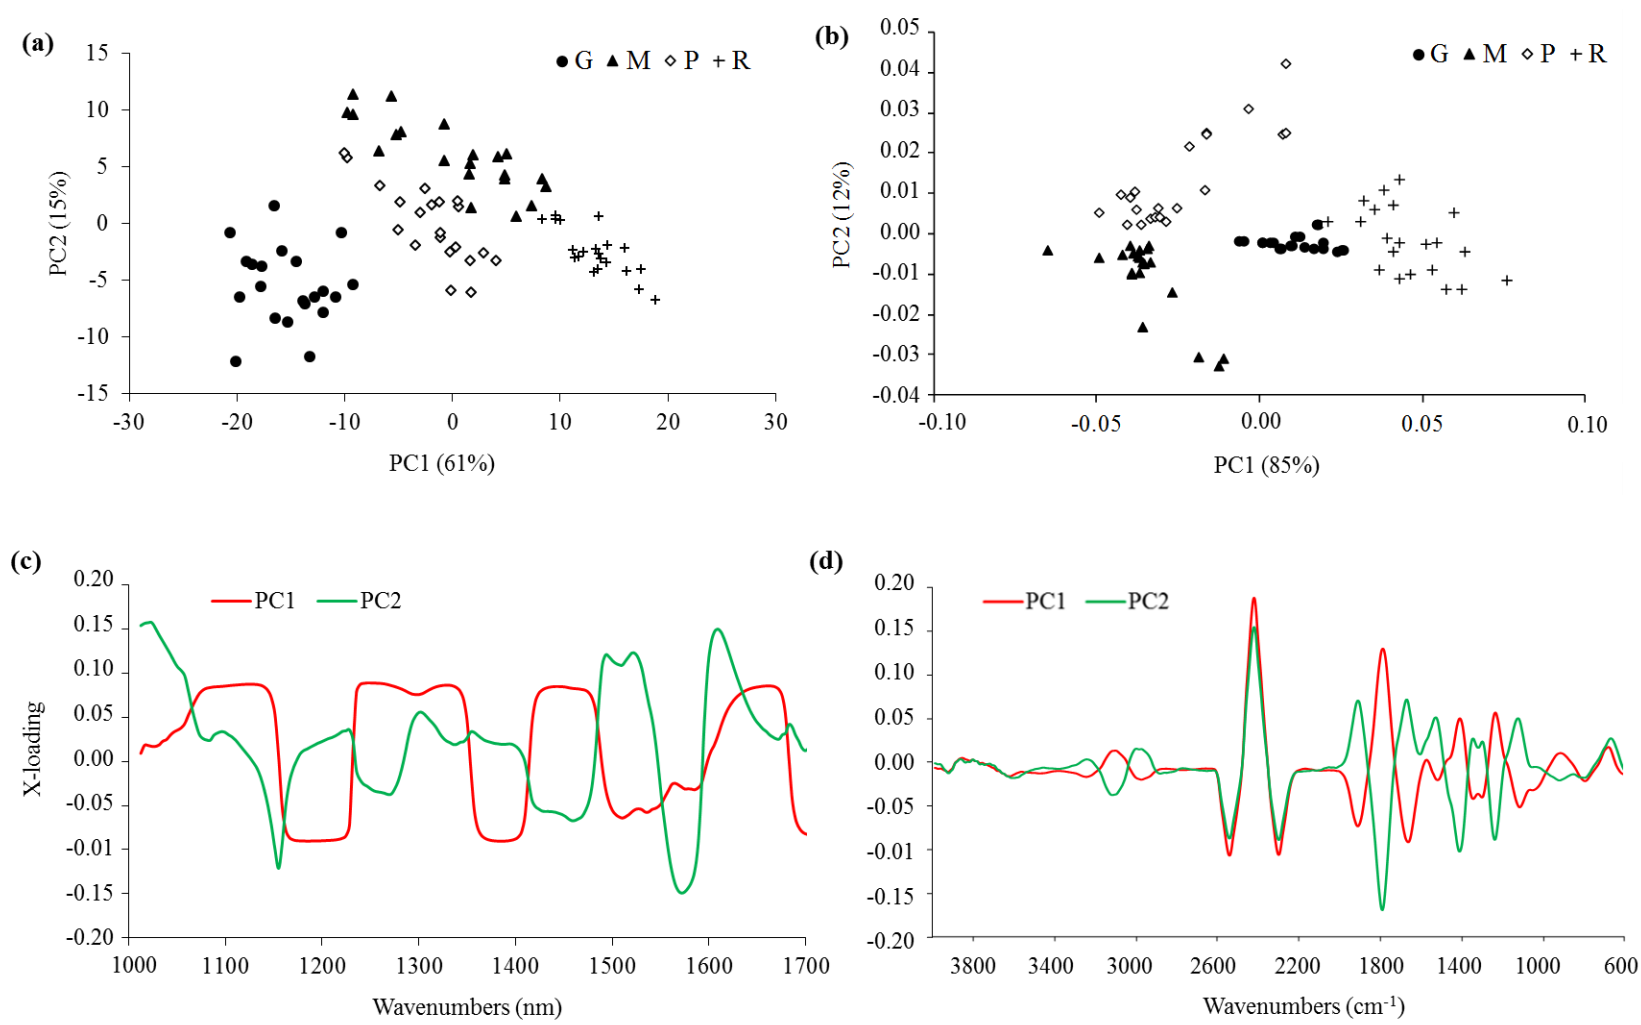 (a)
G M P R
15
10
5
0
-5
-10
-15
PC2 (15%)
-30 -20 -10 0 10 20 30
PC1 (61%)
(b)
G M P R
0.05
0.04
0.03
0.02
0.01
0.00
-0.01
-0.02
-0.03
-0.04
PC2 (12%)
-0.10 -0.05 0.00 0.05 0.10
PC1 (85%)
(c)
PC1 PC2
0.20
0.15
0.10
0.05
0.00
-0.05
-0.01
-0.15
-0.20
X-loading
1000 1100 1200 1300 1400 1500 1600 1700
Wavenumbers (nm)
(d)
PC1 PC2
0.20
0.15
0.10
0.05
0.00
-0.05
-0.01
-0.15
-0.20
3800 3400 3000 2600 2200 1800 1400 1000 600
Wavenumbers (cm-1)